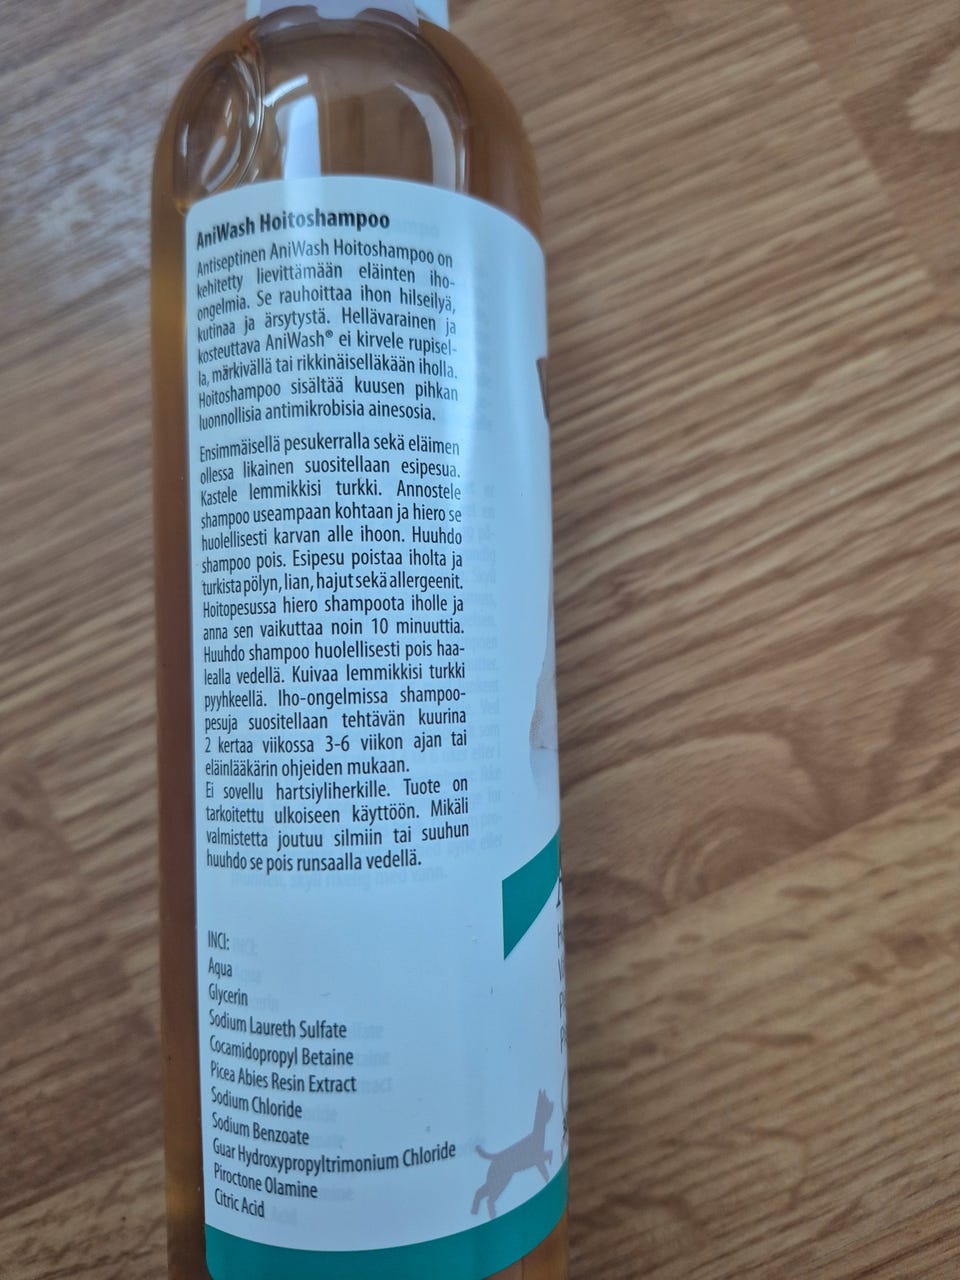 AniWash Hoitoshampoo
Antiseptinen AniWash Hoitoshampoo on
kehitetty lievittämään eläinten iho-
ongelmia. Se rauhoittaa ihon hilseilyä,
kutinaa ja ärsytystä. Hellävarainen ja
kosteuttava AniWash® ei kirvele rupisel-
la, märkivällä tai rikkinäiselläkään iholla.
Hoitoshampoo sisältää kuusen pihkan
luonnollisia antimikrobisia ainesosia.
Ensimmäisellä pesukerralla sekä eläimen
ollessa likainen suositellaan esipesua.
Kastele lemmikkisi turkki. Annostele
shampoo useampaan kohtaan ja hiero se
huolellisesti karvan alle ihoon. Huuhdo
shampoo pois. Esipesu poistaa iholta ja
turkista pölyn, lian, hajut sekä allergeenit.
Hoitopesussa hiero shampoota iholle ja
anna sen vaikuttaa noin 10 minuuttia.
Huuhdo shampoo huolellisesti pois haa-
lealla vedellä. Kuivaa lemmikkisi turkki
pyyhkeellä. Iho-ongelmissa shampoo-
pesuja suositellaan tehtävän kuurina
2 kertaa viikossa 3-6 viikon ajan tai
eläinlääkärin ohjeiden mukaan.
Ei sovellu hartsiyliherkille. Tuote on
tarkoitettu ulkoiseen käyttöön. Mikäli
valmistetta joutuu silmiin tai suuhun
huuhdo se pois runsaalla vedellä.
INCI:
Aqua
Glycerin
Sodium Laureth Sulfate
Cocamidopropyl Betaine
Picea Abies Resin Extract
Sodium Chloride
Sodium Benzoate
Guar Hydroxypropyltrimonium Chloride
Piroctone Olamine
Citric Acid